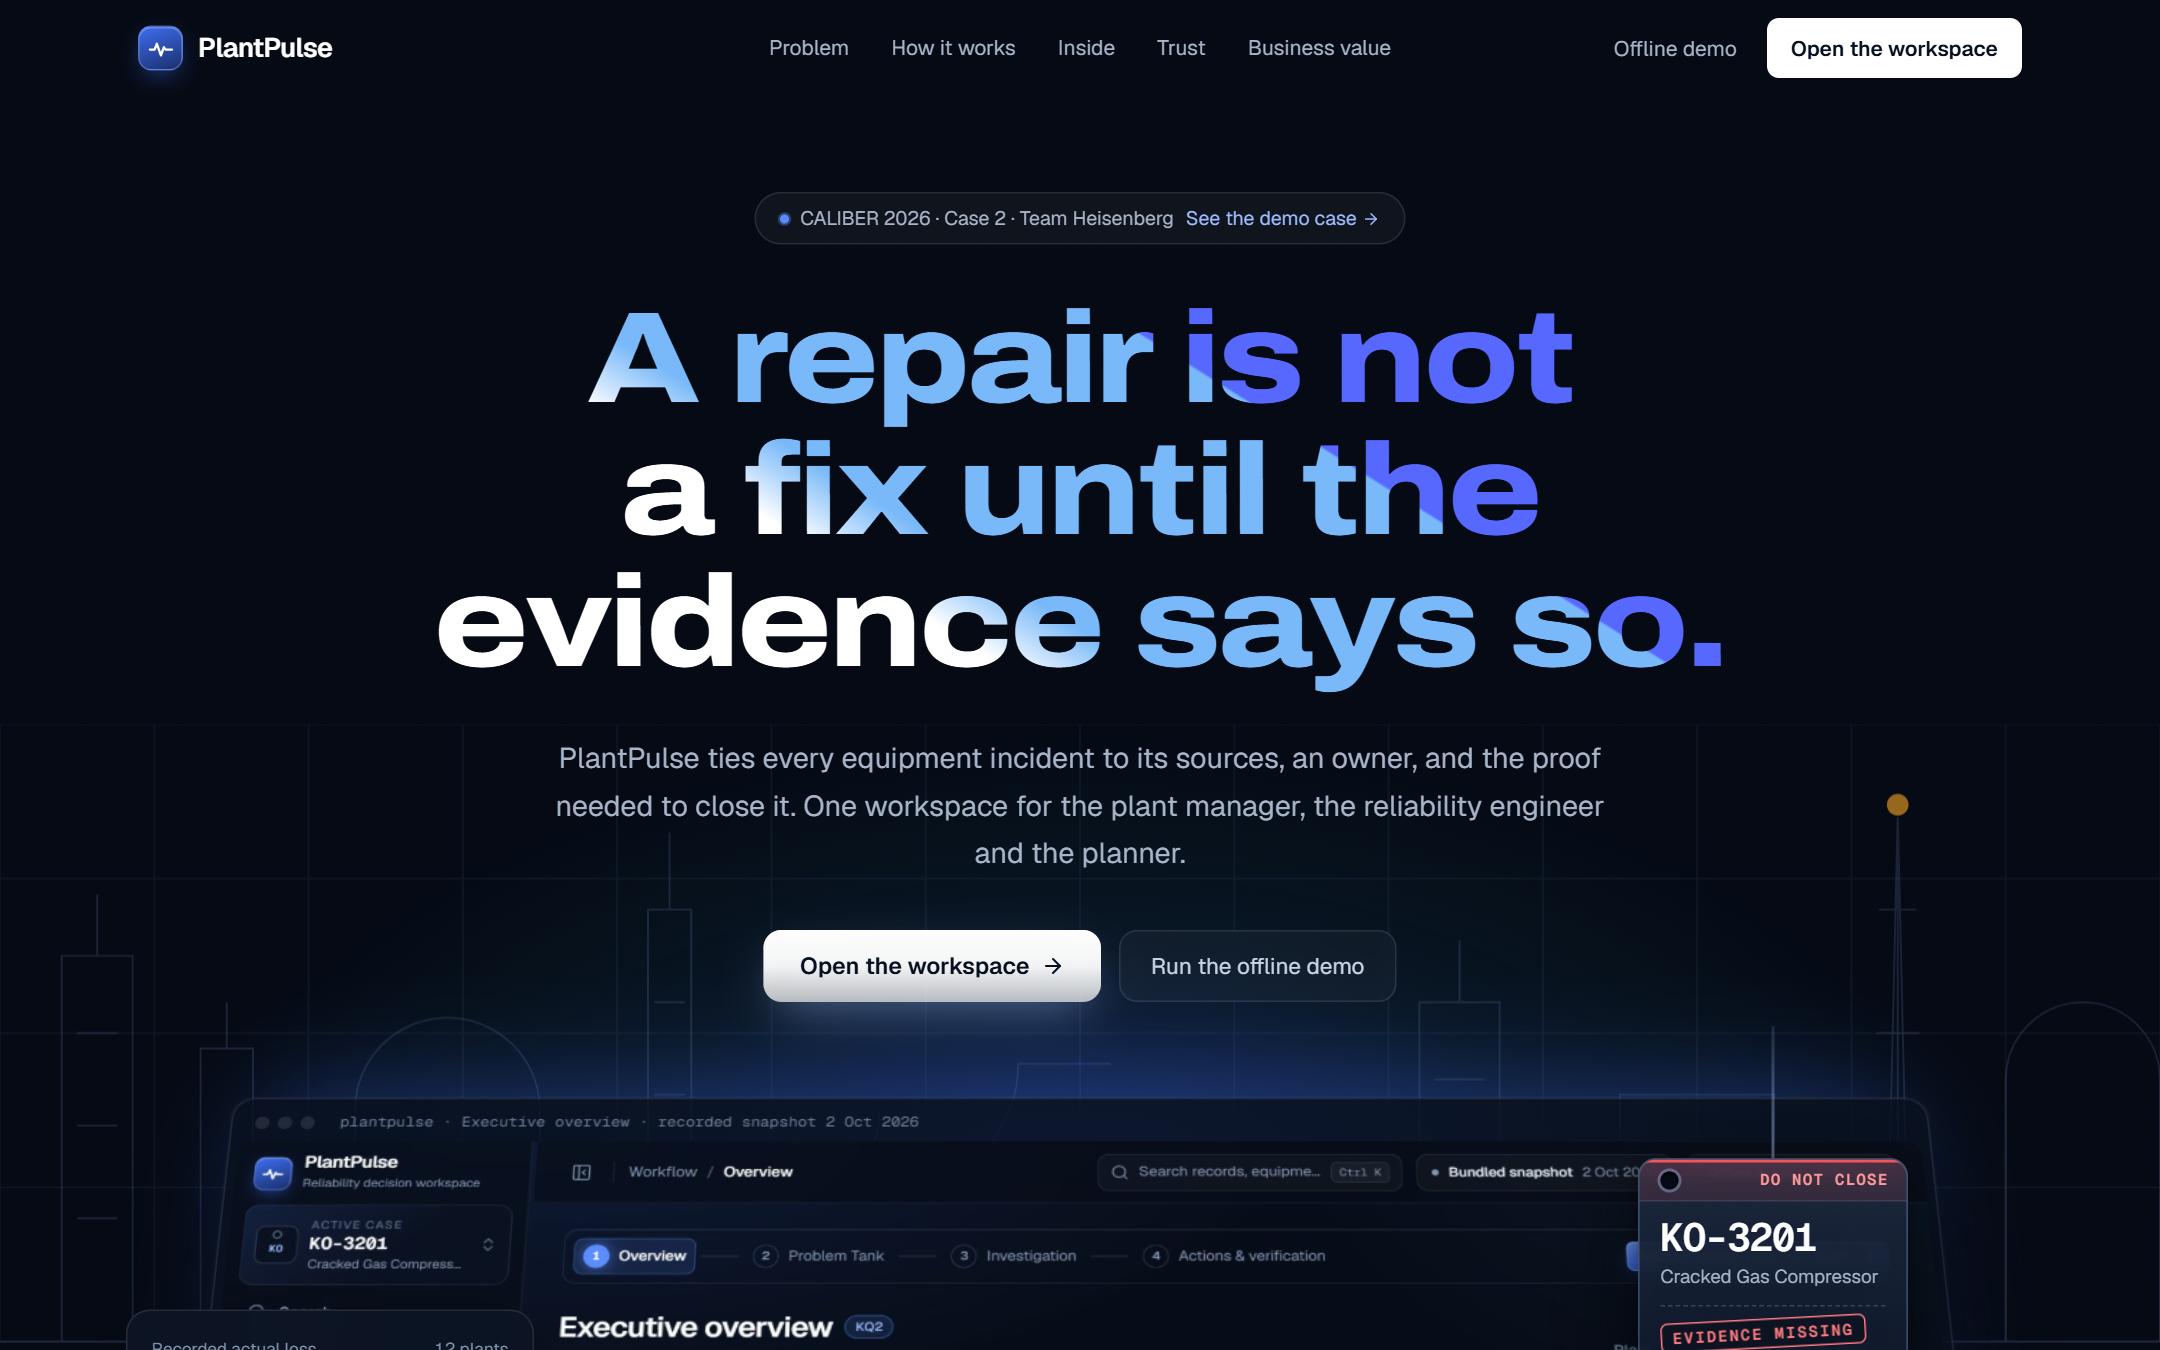 PlantPulse
Problem
How it works
Inside
Trust
Business value
Offline demo
Open the workspace
CALIBER 2026 · Case 2 · Team Heisenberg See the demo case →
A repair is not
a fix until the
evidence says so.
PlantPulse ties every equipment incident to its sources, an owner, and the proof
needed to close it. One workspace for the plant manager, the reliability engineer
and the planner.
Open the workspace →
Run the offline demo
plantpulse · Executive overview · recorded snapshot 2 Oct 2026
PlantPulse
Reliability decision workspace
Workflow / Overview
Search records, equipme... Ctrl K
Bundled snapshot 2 Oct 20
ACTIVE CASE
KO
KO-3201
Cracked Gas Compress...
1 Overview
2 Problem Tank
3 Investigation
4 Actions & verification
Executive overview KQ2
DO NOT CLOSE
KO-3201
Cracked Gas Compressor
EVIDENCE MISSING
Recorded actual loss
12 plants